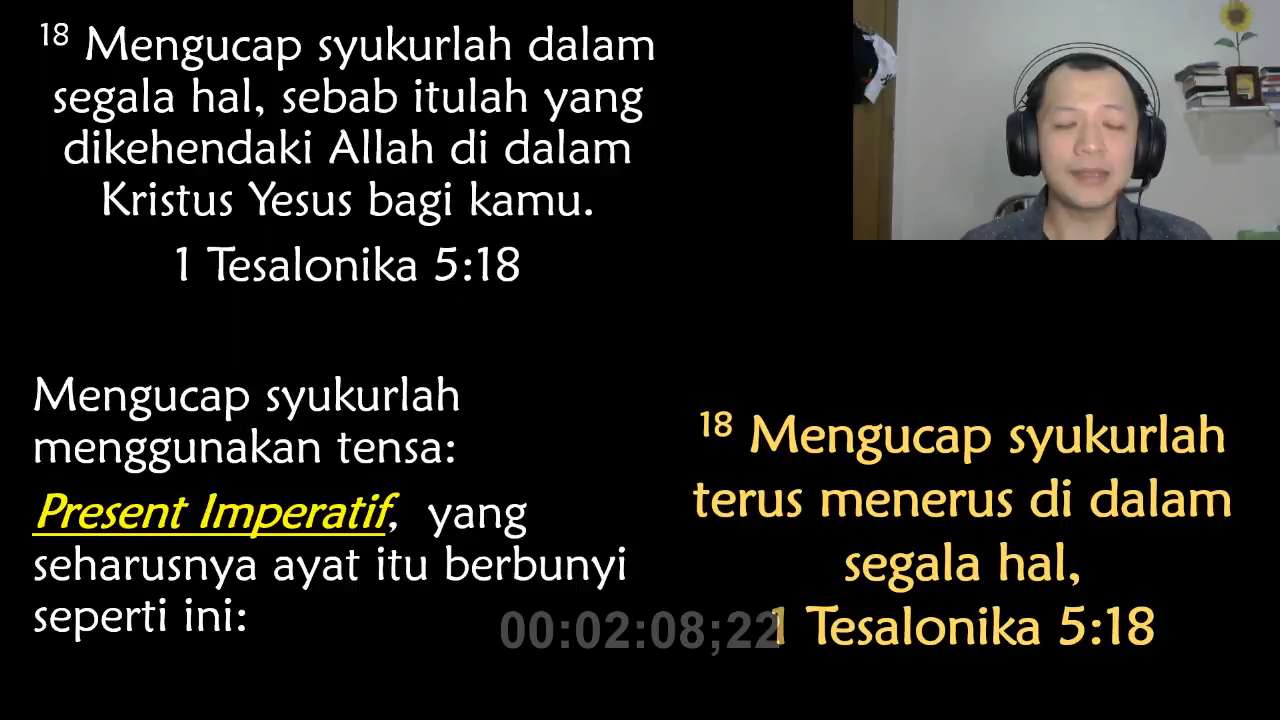 18 Mengucap syukurlah dalam
segala hal, sebab itulah yang
dikehendaki Allah di dalam
Kristus Yesus bagi kamu.
1 Tesalonika 5:18
Mengucap syukurlah
menggunakan tensa:
Present Imperatif, yang
seharusnya ayat itu berbunyi
seperti ini:
18 Mengucap syukurlah
terus menerus di dalam
segala hal,
1 Tesalonika 5:18
00:02:08;22